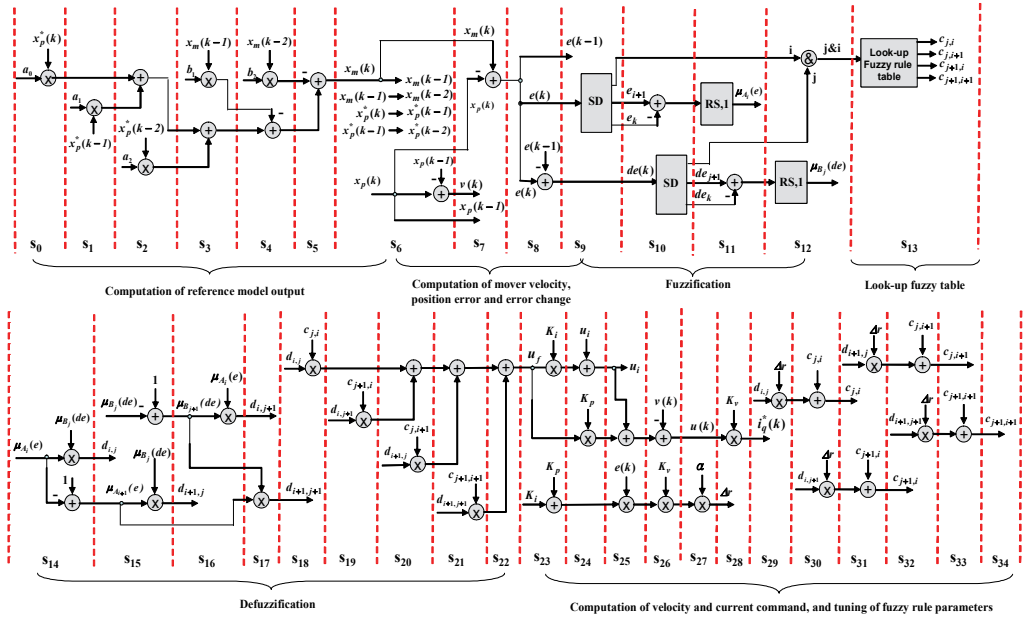 x*p(k)
a0
X
a1
X
x*p(k-1)
+
x*p(k-2)
a2
X
xm(k-1)
b1
X
+
xm(k-2)
b2
X
-
+
-
+
xm(k)
xm(k-1)
xm(k-1) xm(k-2)
x*p(k) x*p(k-1)
x*p(k-1) x*p(k-2)
xm(k)
-
+
xp(k)
xp(k)
xp(k-1)
-
+
v(k)
xp(k-1)
e(k-1)
e(k)
e(k-1)
-
+
e(k)
de(k)
SD
ei+1
+
-
ek
RS,1
μAi(e)
SD
dej+1
+
-
dek
RS,1
μBj(de)
i
&
j
j&i
Look-up
Fuzzy rule
table
cj,i
cj,i+1
cj+1,i
cj+1,i+1
s0 s1 s2 s3 s4 s5 s6 s7 s8 s9 s10 s11 s12 s13
Computation of reference model output
Computation of mover velocity,
position error and error change
Fuzzification
Look-up fuzzy table
μAi(e)
μBj(de)
X
di,j
1
-
+
μAi+1(e)
μBj(de)
X
di+1,j
μBj(de)
1
-
+
μBj+1(de)
μAi(e)
X
di,j+1
X
di+1,j+1
cj,i
di,j
X
cj+1,i
di,j+1
X
+
cj,i+1
di+1,j
X
+
cj+1,i+1
di+1,j+1
X
+
uf
Ki
X
ui
+
ui
Kp
X
+
v(k)
-
+
u(k)
Kv
X
i*q(k)
Kp
Ki
+
e(k)
X
Kv
X
α
X
Δr
Δr
di,j
X
cj,i
+
cj,i
Δr
di,j+1
X
cj+1,i
+
cj+1,i
Δr
di+1,j
X
cj,i+1
+
cj,i+1
Δr
di+1,j+1
X
cj+1,i+1
+
cj+1,i+1
s14 s15 s16 s17 s18 s19 s20 s21 s22 s23 s24 s25 s26 s27 s28 s29 s30 s31 s32 s33 s34
Defuzzification
Computation of velocity and current command, and tuning of fuzzy rule parameters